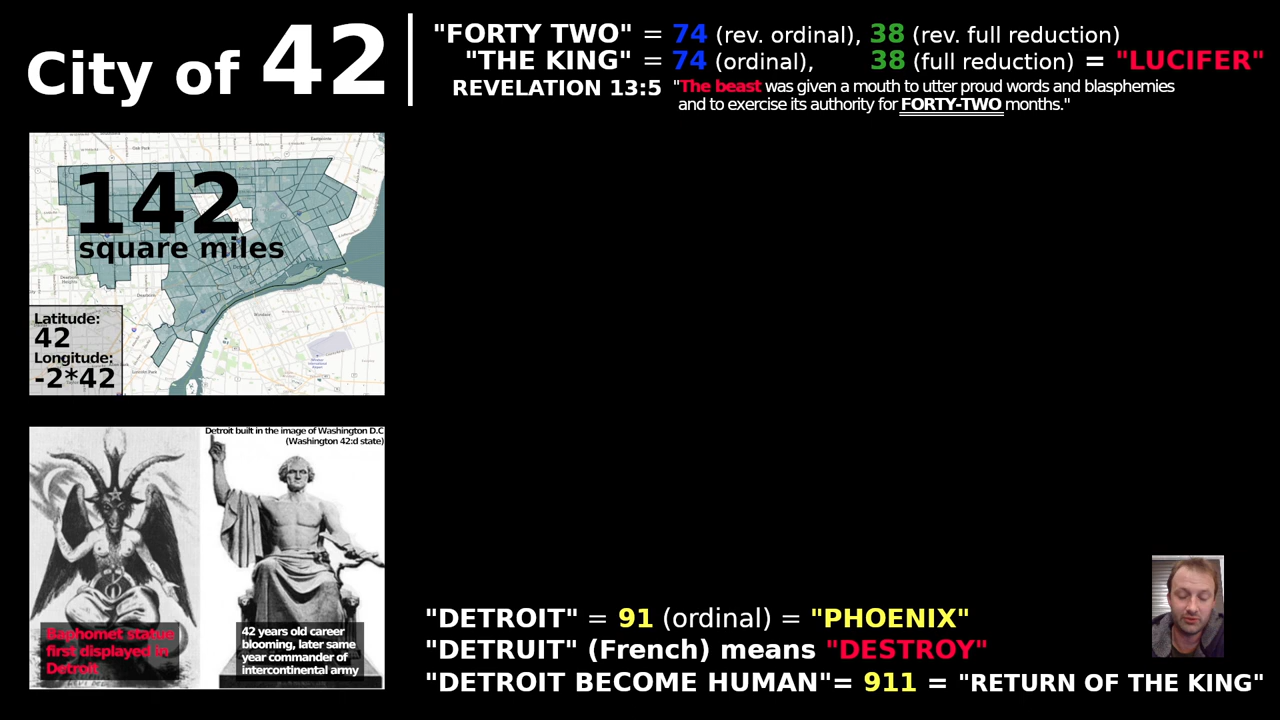 City of 42
"FORTY TWO" = 74 (rev. ordinal), 38 (rev. full reduction)
"THE KING" = 74 (ordinal), 38 (full reduction) = "LUCIFER"
REVELATION 13:5 "The beast was given a mouth to utter proud words and blasphemies
and to exercise its authority for FORTY-TWO months."
142
square miles
Latitude:
42
Longitude:
-2*42
Detroit built in the image of Washington D.C
(Washington 42:d state)
Baphomet statue
first displayed in
Detroit
42 years old career
blooming, later same
year commander of
intercontinental army
"DETROIT" = 91 (ordinal) = "PHOENIX"
"DETRUIT" (French) means "DESTROY"
"DETROIT BECOME HUMAN"= 911 = "RETURN OF THE KING"